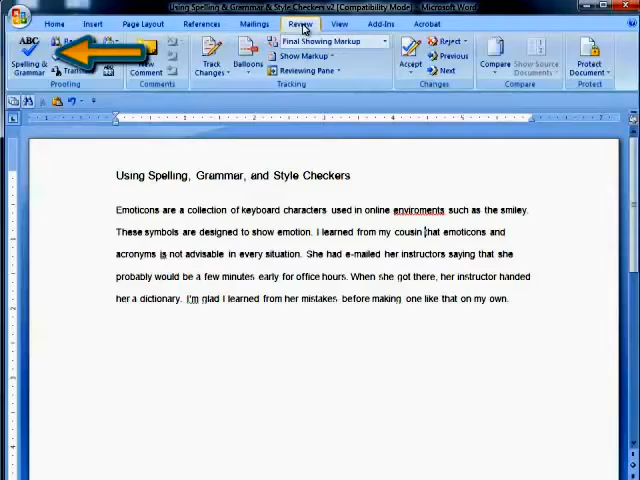 Using Spelling & Grammar & Style Checkers v2 [Compatibility Mode] - Microsoft Word
Home Insert Page Layout References Mailings Review View Add-Ins Acrobat
ABC
Spelling & Grammar
Proofing
New Comment
Comments
Track Changes
Balloons
Final Showing Markup
Show Markup
Reviewing Pane
Tracking
Accept
Reject
Previous
Next
Changes
Compare
Show Source Documents
Compare
Protect Document
Protect
Using Spelling, Grammar, and Style Checkers
Emoticons are a collection of keyboard characters used in online enviroments such as the smiley.
These symbols are designed to show emotion. I learned from my cousin that emoticons and
acronyms is not advisable in every situation. She had e-mailed her instructors saying that she
probably would be a few minutes early for office hours. When she got there, her instructor handed
her a dictionary. I'm glad I learned from her mistakes before making one like that on my own.